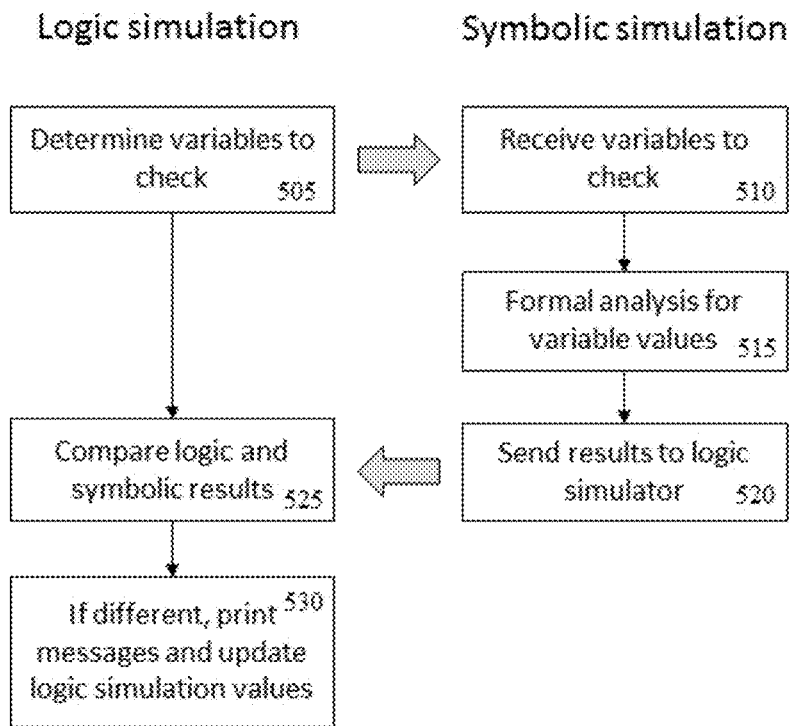 Logic simulation
Symbolic simulation
Determine variables to
check 505
Receive variables to
check 510
Formal analysis for
variable values 515
Compare logic and
symbolic results 525
Send results to logic
simulator 520
530
If different, print
messages and update
logic simulation values